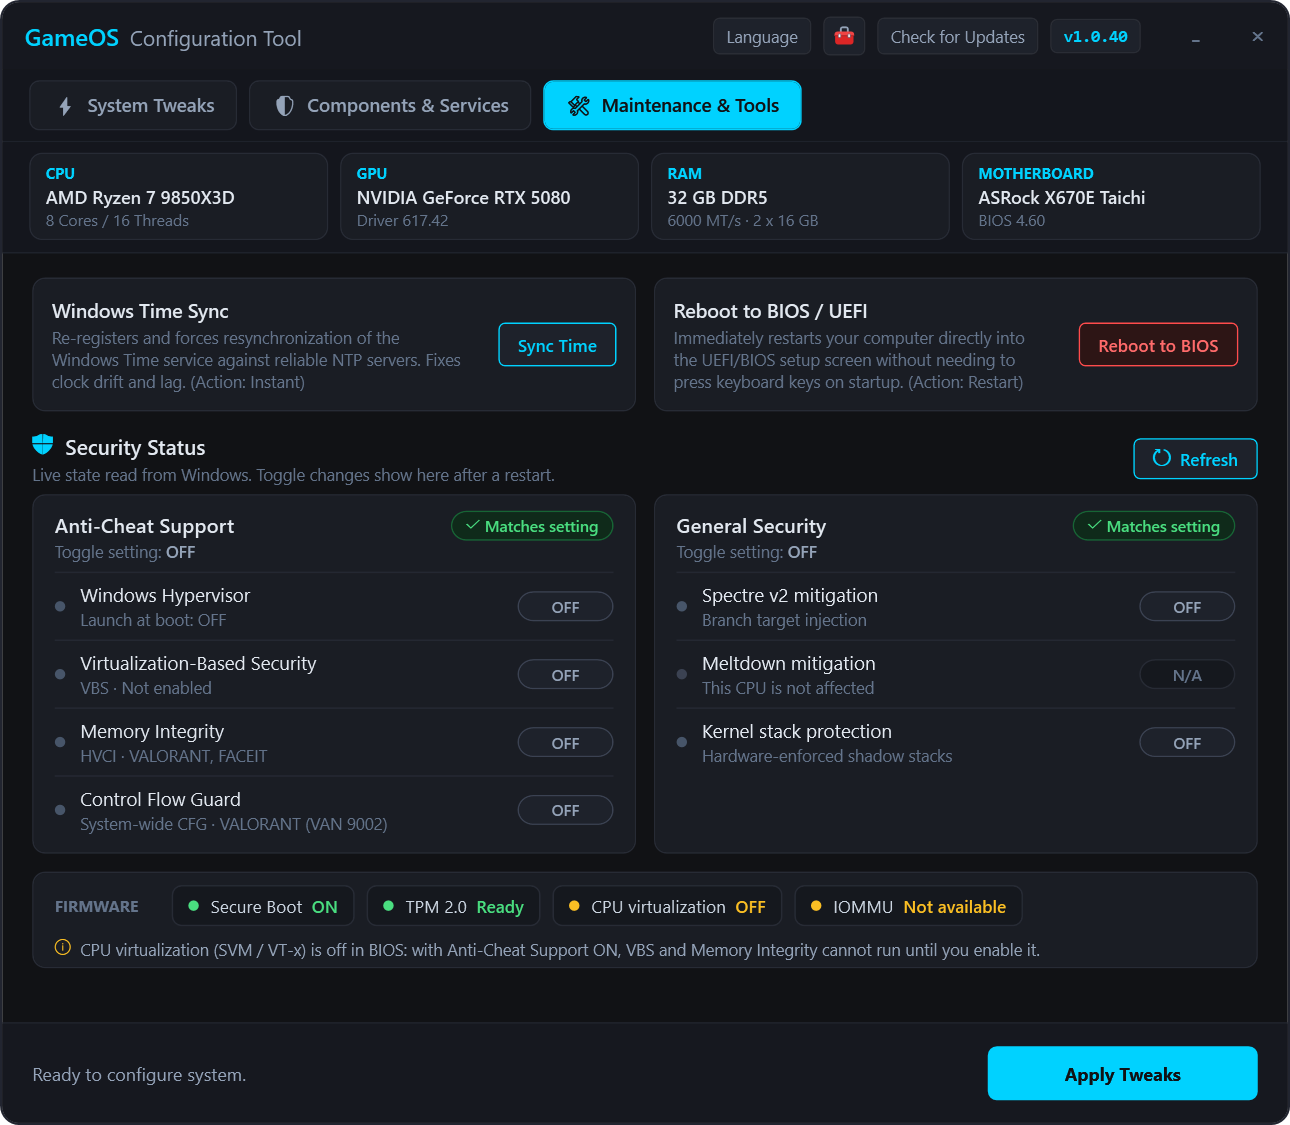 GameOS Configuration Tool
Language
Check for Updates
v1.0.40
System Tweaks
Components & Services
Maintenance & Tools
CPU
AMD Ryzen 7 9850X3D
8 Cores / 16 Threads
GPU
NVIDIA GeForce RTX 5080
Driver 617.42
RAM
32 GB DDR5
6000 MT/s · 2 x 16 GB
MOTHERBOARD
ASRock X670E Taichi
BIOS 4.60
Windows Time Sync
Re-registers and forces resynchronization of the
Windows Time service against reliable NTP servers. Fixes
clock drift and lag. (Action: Instant)
Sync Time
Reboot to BIOS / UEFI
Immediately restarts your computer directly into
the UEFI/BIOS setup screen without needing to
press keyboard keys on startup. (Action: Restart)
Reboot to BIOS
Security Status
Live state read from Windows. Toggle changes show here after a restart.
Refresh
Anti-Cheat Support
Matches setting
Toggle setting: OFF
Windows Hypervisor
Launch at boot: OFF
OFF
Virtualization-Based Security
VBS · Not enabled
OFF
Memory Integrity
HVCI · VALORANT, FACEIT
OFF
Control Flow Guard
System-wide CFG · VALORANT (VAN 9002)
OFF
General Security
Matches setting
Toggle setting: OFF
Spectre v2 mitigation
Branch target injection
OFF
Meltdown mitigation
This CPU is not affected
N/A
Kernel stack protection
Hardware-enforced shadow stacks
OFF
FIRMWARE
Secure Boot ON
TPM 2.0 Ready
CPU virtualization OFF
IOMMU Not available
CPU virtualization (SVM / VT-x) is off in BIOS: with Anti-Cheat Support ON, VBS and Memory Integrity cannot run until you enable it.
Ready to configure system.
Apply Tweaks